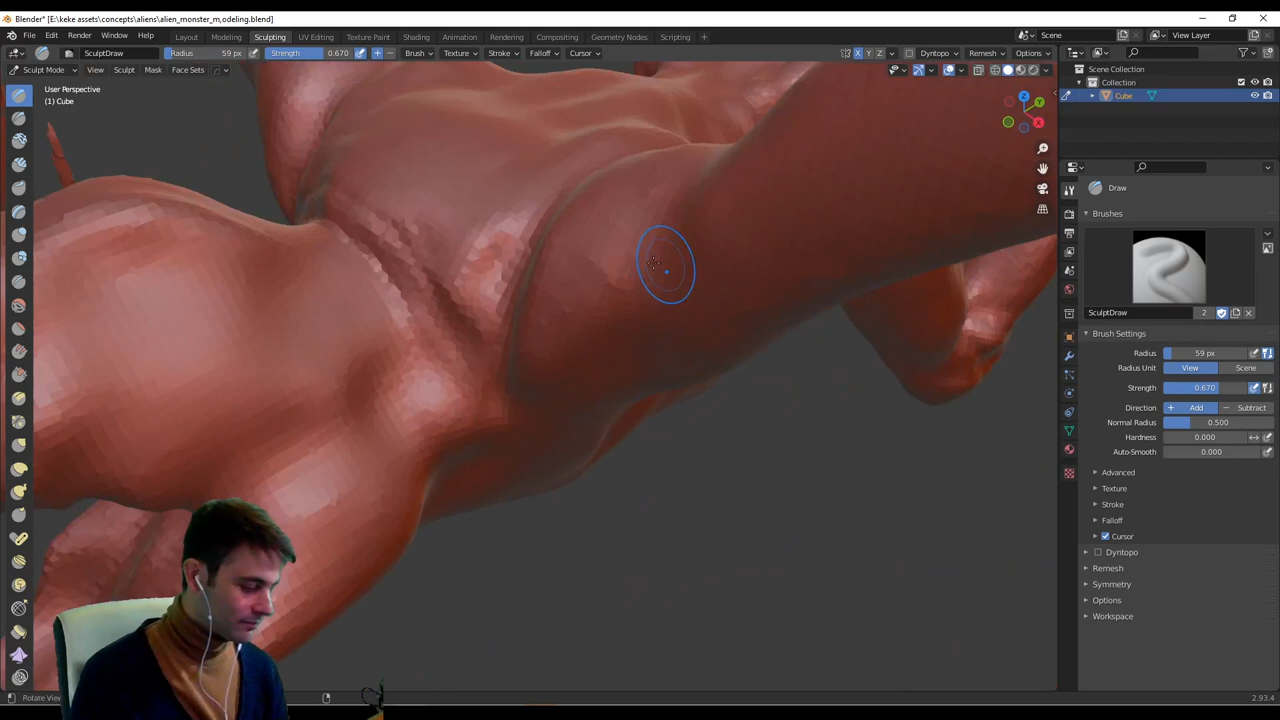 Blender* [E:\keke assets\concepts\aliens\alien_monster_m,odeling.blend]
File Edit Render Window Help Layout Modeling Sculpting UV Editing Texture Paint Shading Animation Rendering Compositing Geometry Nodes Scripting + Scene View Layer
SculptDraw Radius 59 px Strength 0.670 + − Brush Texture Stroke Falloff Cursor X Y Z Dyntopo Remesh Options
Sculpt Mode View Sculpt Mask Face Sets
Scene Collection
Collection
Cube
User Perspective
(1) Cube
Z
Y
X
Draw
Brushes
SculptDraw 2
Brush Settings
Radius 59 px
Radius Unit View Scene
Strength 0.670
Direction + Add − Subtract
Normal Radius 0.500
Hardness 0.000
Auto-Smooth 0.000
Advanced
Texture
Stroke
Falloff
Cursor
Dyntopo
Remesh
Symmetry
Options
Workspace
Rotate View
2.93.4